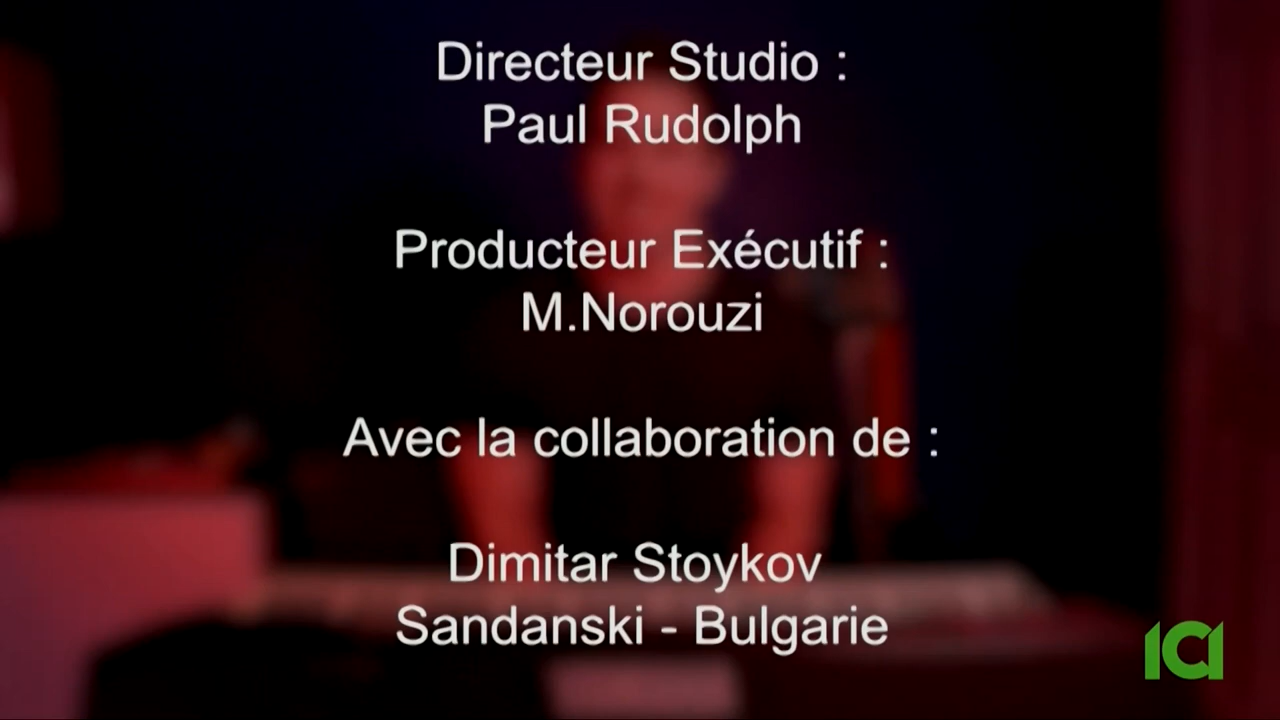 Directeur Studio :
Paul Rudolph
Producteur Exécutif :
M.Norouzi
Avec la collaboration de :
Dimitar Stoykov
Sandanski - Bulgarie
ICI